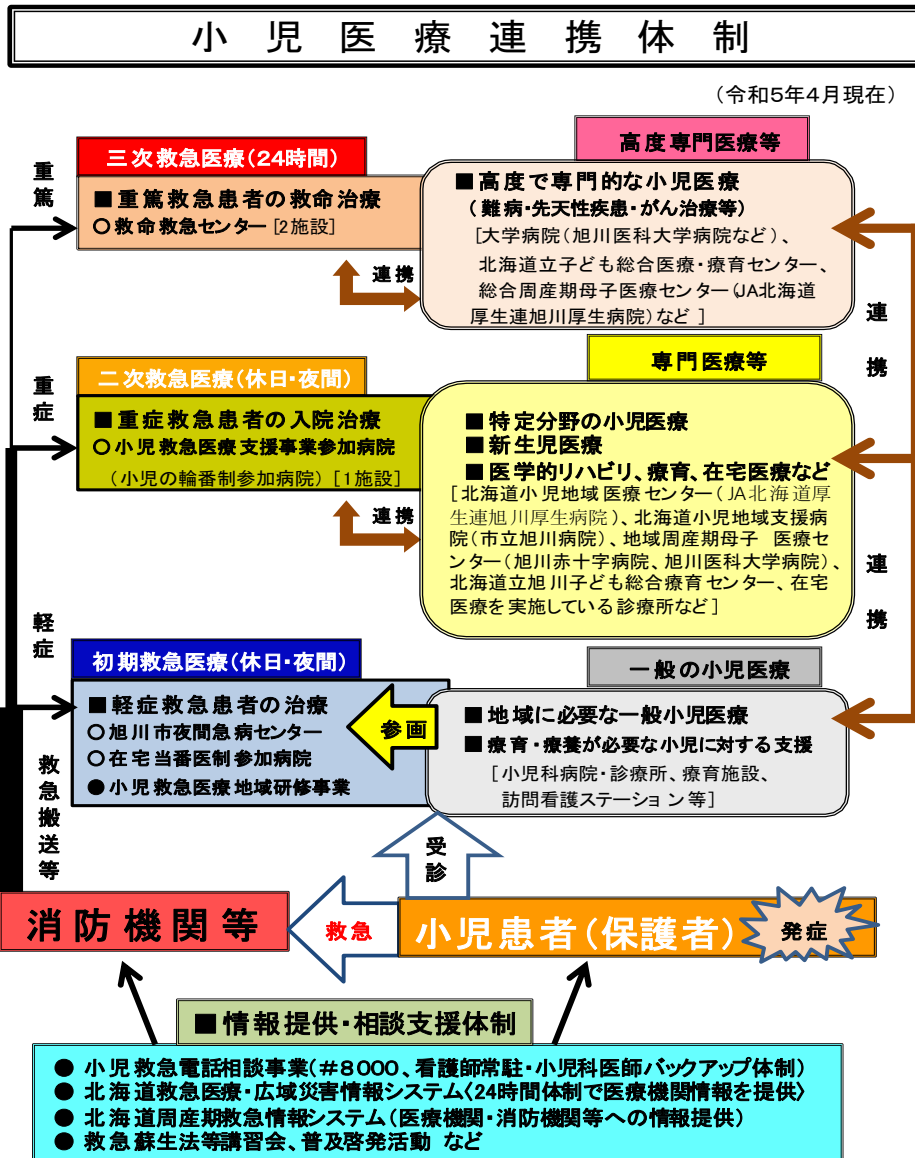 小児医療連携体制
（令和5年4月現在）
重篤
三次救急医療（24時間）
■重篤救急患者の救命治療
○救命救急センター［2施設］
連携
高度専門医療等
■高度で専門的な小児医療
（難病・先天性疾患・がん治療等）
［大学病院（旭川医科大学病院など）、
北海道立子ども総合医療・療育センター、
総合周産期母子医療センター（JA北海道
厚生連旭川厚生病院）など ］
連携
重症
二次救急医療（休日・夜間）
■重症救急患者の入院治療
○小児救急医療支援事業参加病院
（小児の輪番制参加病院）［1施設］
連携
専門医療等
■特定分野の小児医療
■新生児医療
■医学的リハビリ、療育、在宅医療など
［北海道小児地域医療センター（JA北海道厚
生連旭川厚生病院）、北海道小児地域支援病
院（市立旭川病院）、地域周産期母子 医療セ
ンター（旭川赤十字病院、旭川医科大学病院）、
北海道立旭川子ども総合療育センター、在宅
医療を実施している診療所など］
連携
軽症
初期救急医療（休日・夜間）
■軽症救急患者の治療
○旭川市夜間急病センター
○在宅当番医制参加病院
●小児救急医療地域研修事業
参画
一般の小児医療
■地域に必要な一般小児医療
■療育・療養が必要な小児に対する支援
［小児科病院・診療所、療育施設、
訪問看護ステーション等］
救急搬送等
受診
消防機関等
救急
小児患者（保護者）
発症
■情報提供・相談支援体制
● 小児救急電話相談事業（＃8000、看護師常駐・小児科医師バックアップ体制）
● 北海道救急医療・広域災害情報システム〈24時間体制で医療機関情報を提供〉
● 北海道周産期救急情報システム（医療機関・消防機関等への情報提供）
● 救急蘇生法等講習会、普及啓発活動 など